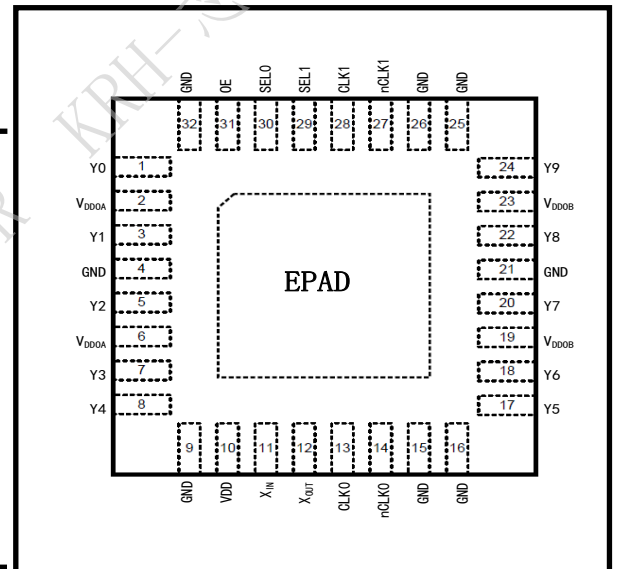 GND OE SEL0 SEL1 CLK1 nCLK1 GND GND
32 31 30 29 28 27 26 25
Y0 1 24 Y9
VDDOA 2 23 VDDOB
Y1 3 22 Y8
GND 4 21 GND
EPAD
Y2 5 20 Y7
VDDOA 6 19 VDDOB
Y3 7 18 Y6
Y4 8 17 Y5
9 10 11 12 13 14 15 16
GND VDD XIN XOUT CLK0 nCLK0 GND GND
KRH-